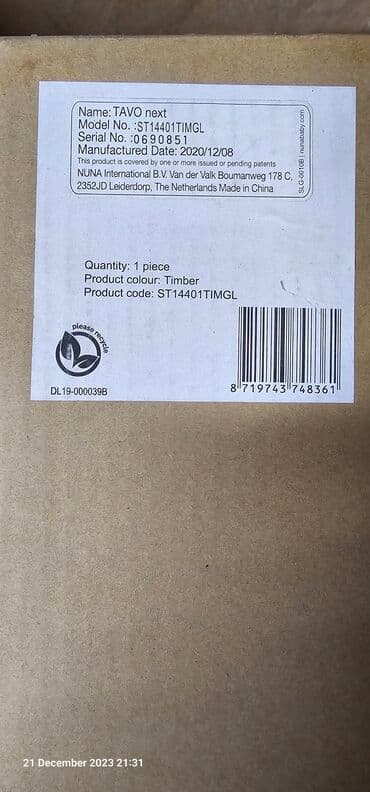 Name: TAVO next
Model No. :ST14401TIMGL
Serial No. :0690851
Manufactured Date: 2020/12/08
This product is covered by one or more issued or pending patents
NUNA International B.V. Van der Valk Boumanweg 178 C,
2352JD Leiderdorp, The Netherlands Made in China
SLG-0010B | nunababy.com
Quantity: 1 piece
Product colour: Timber
Product code: ST14401TIMGL
please recycle
DL19-000039B
8 719743 748361
21 December 2023 21:31